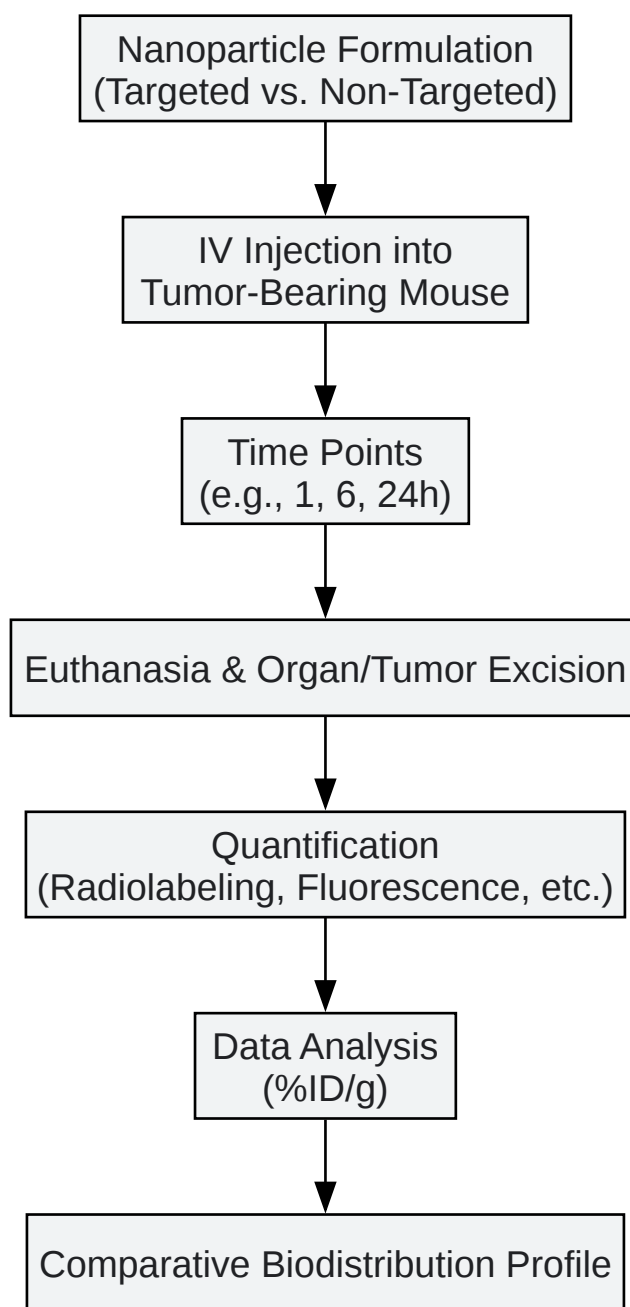 Nanoparticle Formulation
(Targeted vs. Non-Targeted)
IV Injection into
Tumor-Bearing Mouse
Time Points
(e.g., 1, 6, 24h)
Euthanasia & Organ/Tumor Excision
Quantification
(Radiolabeling, Fluorescence, etc.)
Data Analysis
(%ID/g)
Comparative Biodistribution Profile